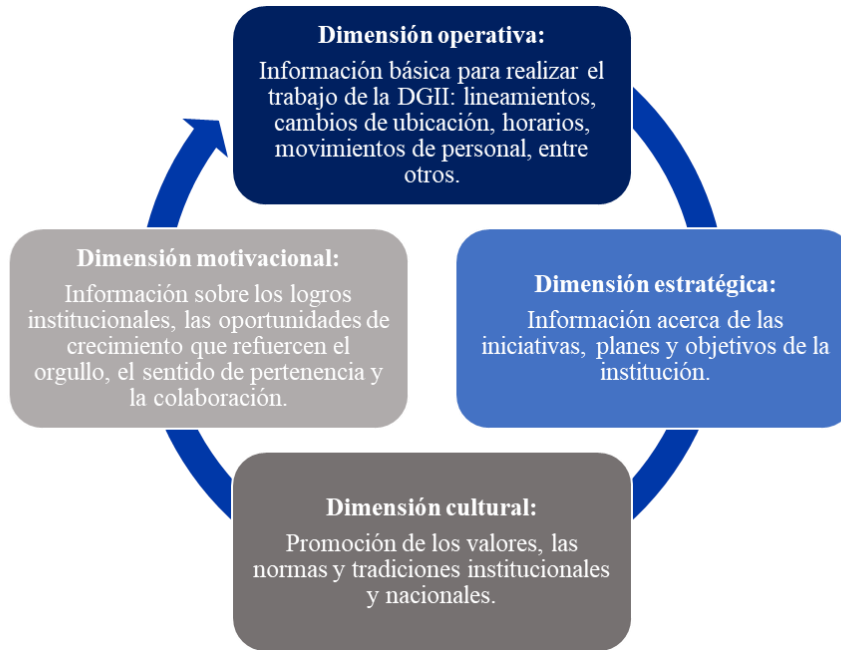 Dimensión operativa:
Información básica para realizar el
trabajo de la DGII: lineamientos,
cambios de ubicación, horarios,
movimientos de personal, entre
otros.
Dimensión motivacional:
Información sobre los logros
institucionales, las oportunidades de
crecimiento que refuercen el
orgullo, el sentido de pertenencia y
la colaboración.
Dimensión estratégica:
Información acerca de las
iniciativas, planes y objetivos de la
institución.
Dimensión cultural:
Promoción de los valores, las
normas y tradiciones institucionales
y nacionales.